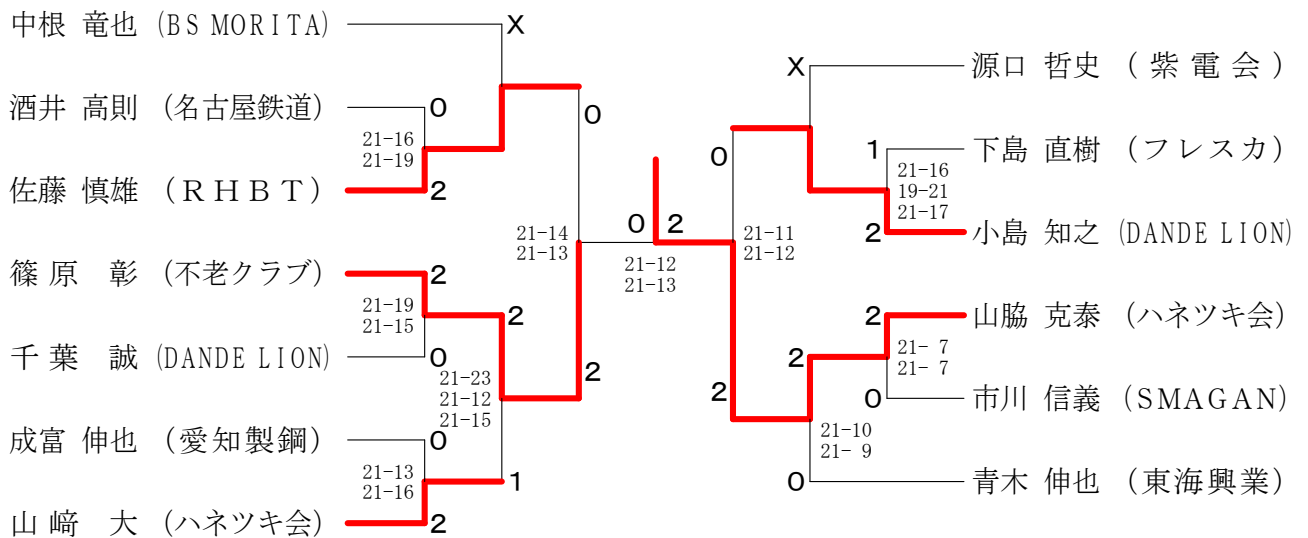 中根 竜也 (BS MORITA)
X
酒井 高則 (名古屋鉄道)
0
21-16
21-19
佐藤 慎雄 (ＲＨＢＴ)
2
0
篠原 彰 (不老クラブ)
2
21-19
21-15
千葉 誠 (DANDE LION)
0
2
21-23
21-12
21-15
成富 伸也 (愛知製鋼)
0
21-13
21-16
山﨑 大 (ハネツキ会)
2
1
21-14
21-13
2
0 2
21-12
21-13
X
源口 哲史 (紫電会)
0
1
下島 直樹 (フレスカ)
21-16
19-21
21-17
2
小島 知之 (DANDE LION)
21-11
21-12
2
山脇 克泰 (ハネツキ会)
2
21- 7
21- 7
2
0
市川 信義 (SMAGAN)
21-10
21- 9
0
青木 伸也 (東海興業)